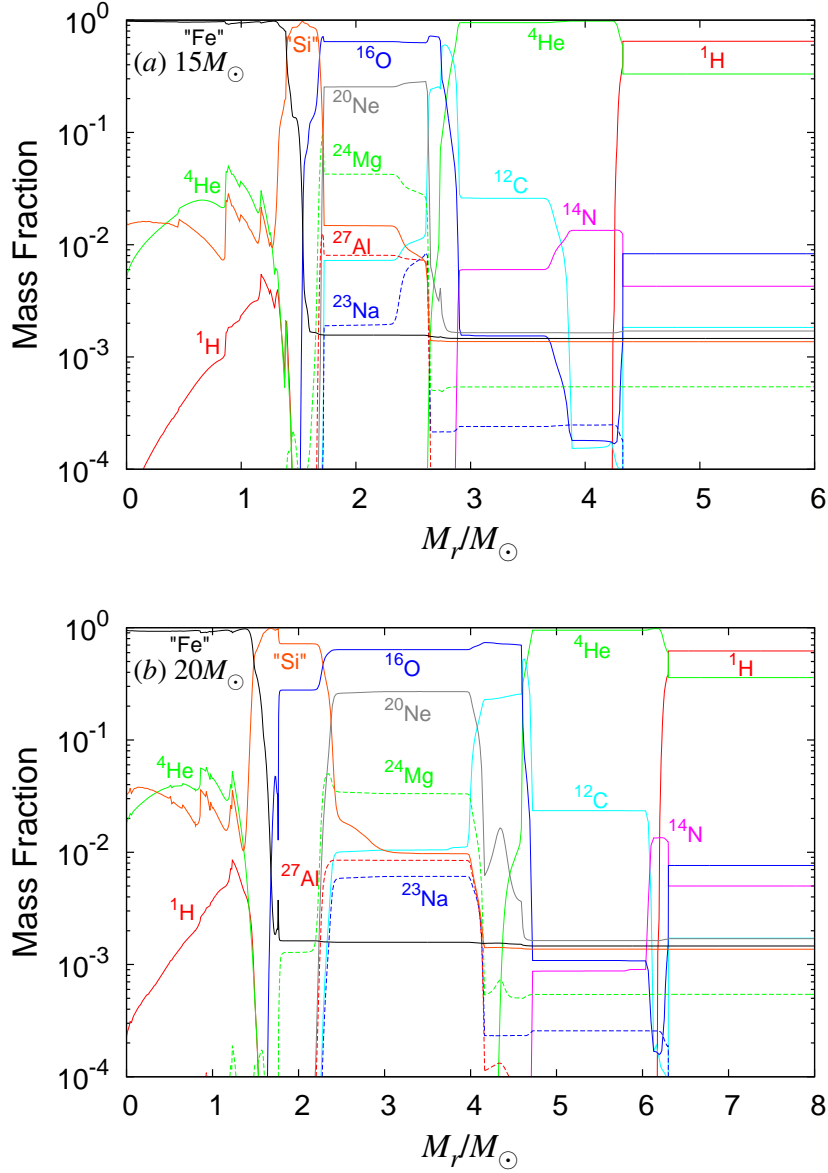 10⁰
"Fe"
"Si"
¹⁶O
⁴He
¹H
(a) 15M☉
10⁻¹
²⁰Ne
²⁴Mg
⁴He
¹²C
¹⁴N
10⁻²
²⁷Al
²³Na
10⁻³
¹H
10⁻⁴
Mass Fraction
0 1 2 3 4 5 6
Mᵣ/M☉
10⁰
"Fe"
"Si"
¹⁶O
⁴He
¹H
(b) 20M☉
10⁻¹
²⁰Ne
⁴He
²⁴Mg
¹²C
¹⁴N
10⁻²
²⁷Al
²³Na
¹H
10⁻³
10⁻⁴
Mass Fraction
0 1 2 3 4 5 6 7 8
Mᵣ/M☉